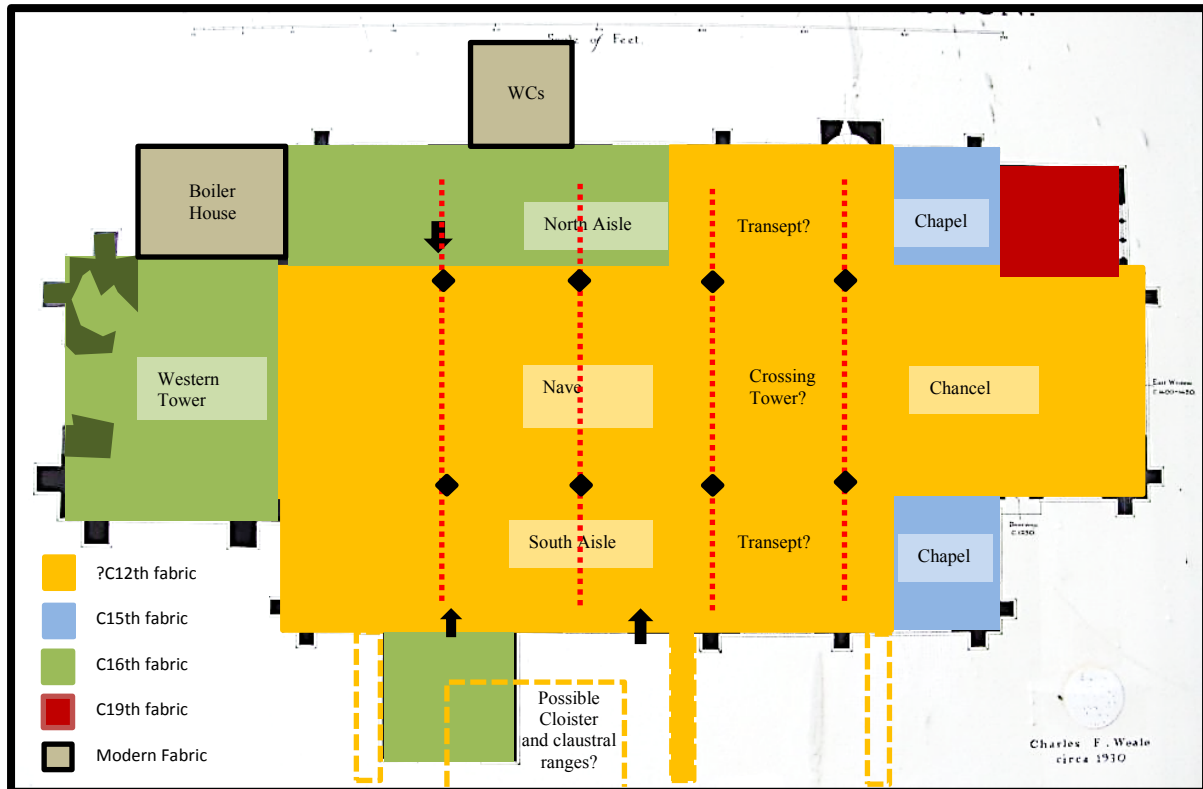 Scale of Feet.
WCs
Boiler
House
North Aisle
Transept?
Chapel
Western
Tower
Nave
Crossing
Tower?
Chancel
South Aisle
Transept?
Chapel
?C12th fabric
C15th fabric
C16th fabric
C19th fabric
Modern Fabric
Possible
Cloister
and claustral
ranges?
East Window
Charles F. Weale
circa 1930